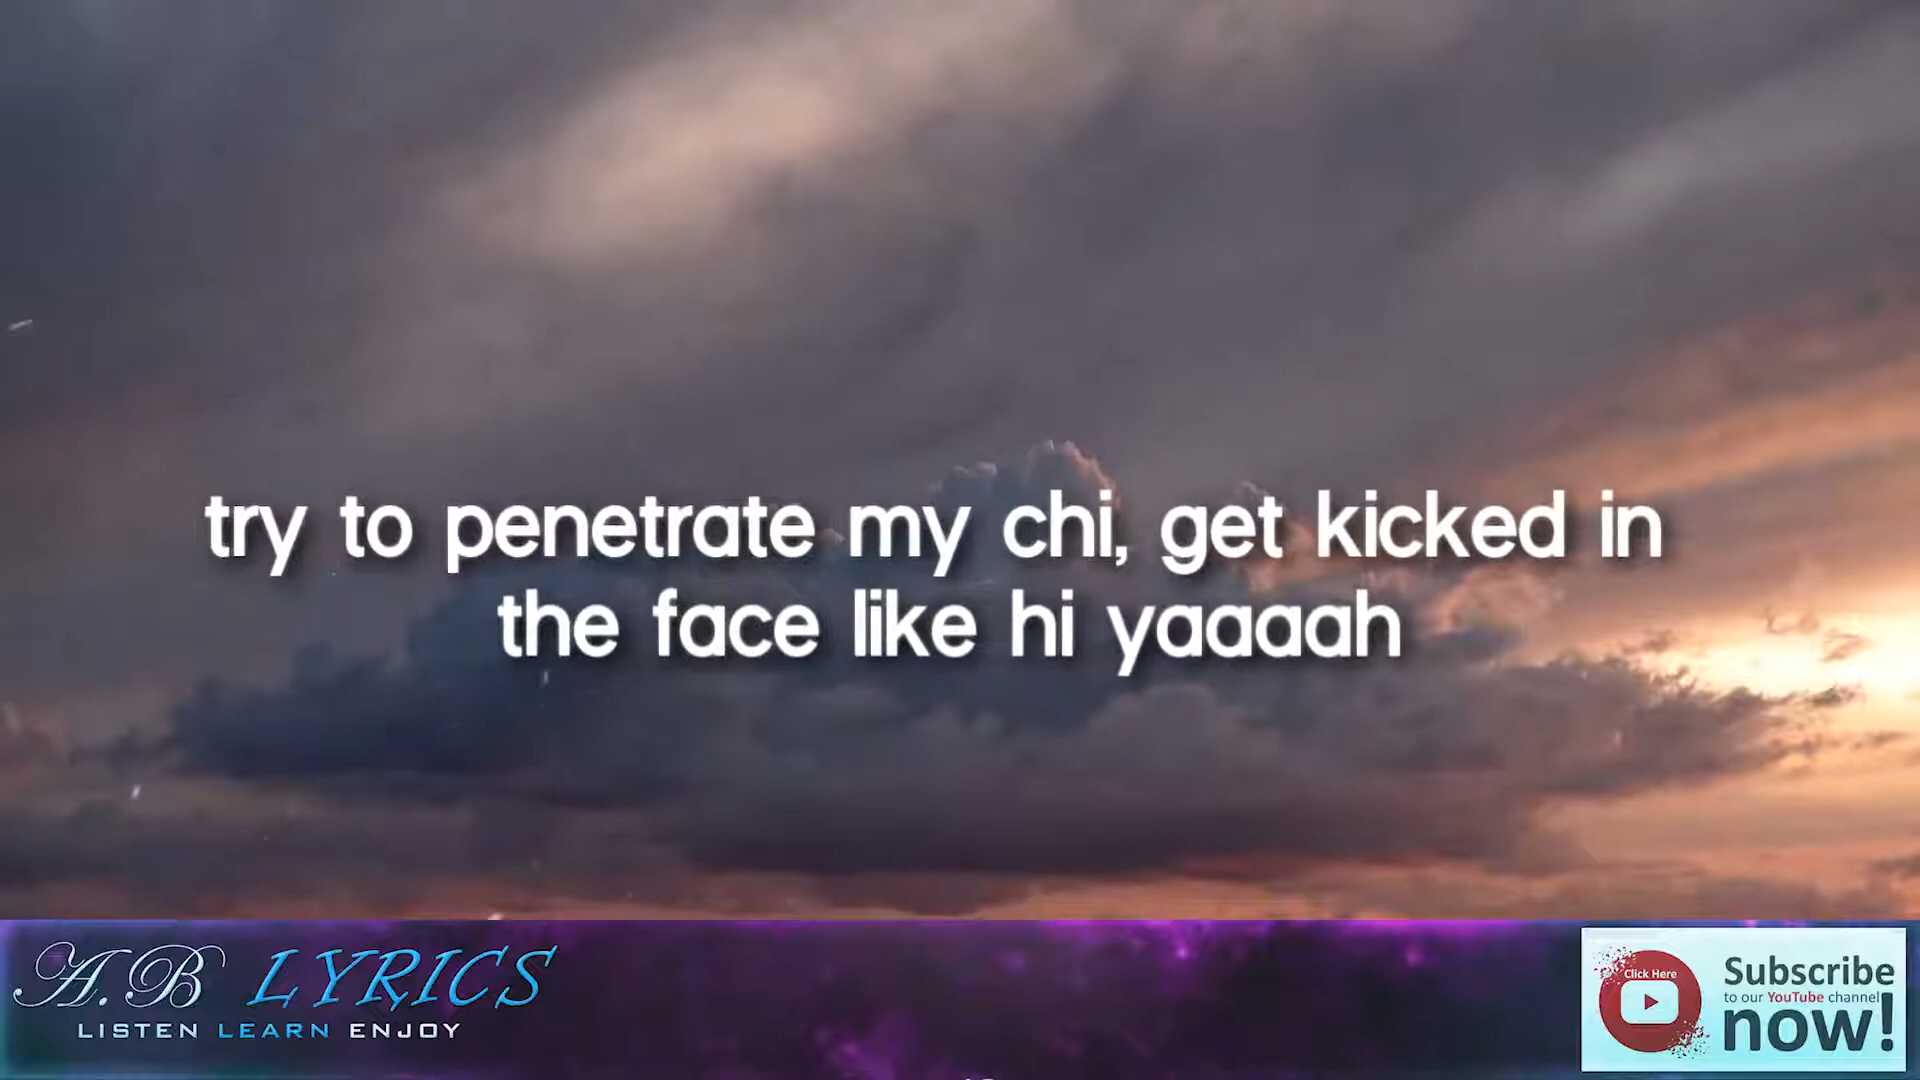 try to penetrate my chi, get kicked in
the face like hi yaaaah
A.B LYRICS
LISTEN LEARN ENJOY
Click Here
Subscribe
to our YouTube channel
now!